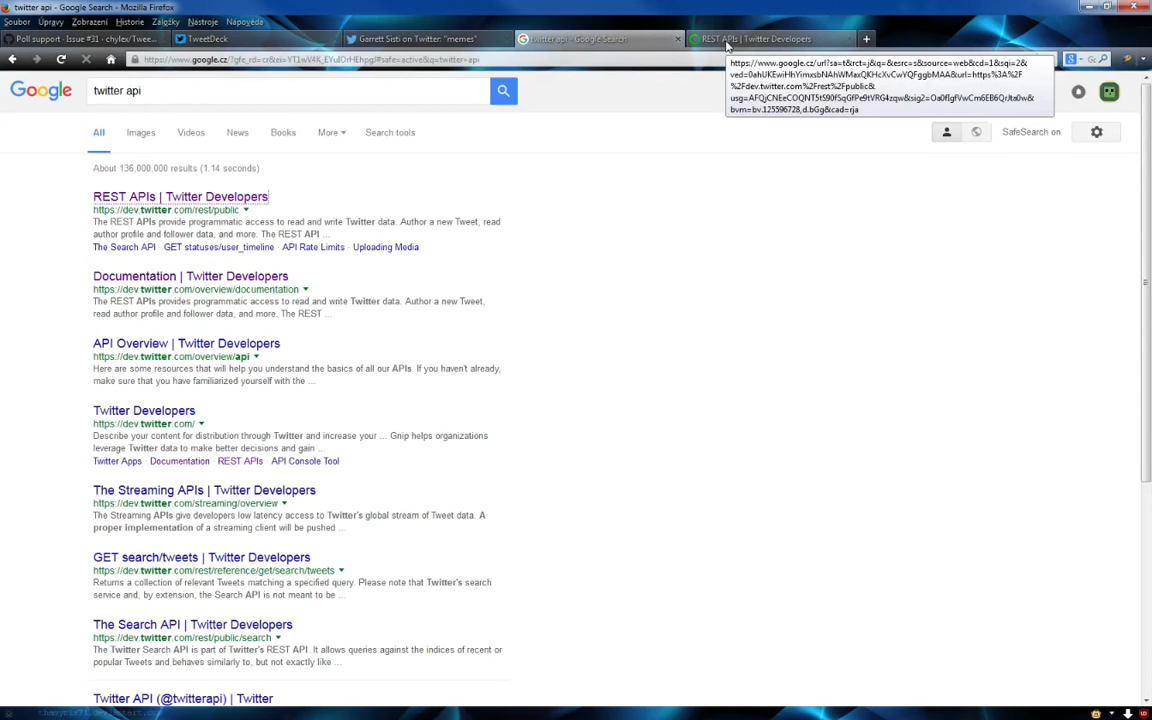 twitter api - Google Search - Mozilla Firefox
Soubor Úpravy Zobrazení Historie Záložky Nástroje Nápověda
Poll support · Issue #31 · chylex/Twee...
TweetDeck
Garrett Sisti on Twitter: "memes"
twitter api - Google Search
REST APIs | Twitter Developers
https://www.google.cz/?gfe_rd=cr&ei=
&safe=active&q=twitter+api
Google
https://www.google.cz/url?sa=t&rct=j&q=&esrc=s&source=web&cd=1&sqi=2&
%2Fdev.twitter.com%2Frest%2Fpublic&
bvm=bv.125596728,d.bGg&cad=rja
Google
twitter api
All Images Videos News Books More Search tools
SafeSearch on
About 136,000,000 results (1.14 seconds)
REST APIs | Twitter Developers
https://dev.twitter.com/rest/public
The REST APIs provide programmatic access to read and write Twitter data. Author a new Tweet, read
author profile and follower data, and more. The REST API ...
The Search API · GET statuses/user_timeline · API Rate Limits · Uploading Media
Documentation | Twitter Developers
https://dev.twitter.com/overview/documentation
The REST APIs provides programmatic access to read and write Twitter data. Author a new Tweet,
read author profile and follower data, and more. The REST ...
API Overview | Twitter Developers
https://dev.twitter.com/overview/api
Here are some resources that will help you understand the basics of all our APIs. If you haven't already,
make sure that you have familiarized yourself with the ...
Twitter Developers
https://dev.twitter.com/
Describe your content for distribution through Twitter and increase your ... Gnip helps organizations
leverage Twitter data to make better decisions and gain ...
Twitter Apps · Documentation · REST APIs · API Console Tool
The Streaming APIs | Twitter Developers
https://dev.twitter.com/streaming/overview
The Streaming APIs give developers low latency access to Twitter's global stream of Tweet data. A
proper implementation of a streaming client will be pushed ...
GET search/tweets | Twitter Developers
https://dev.twitter.com/rest/reference/get/search/tweets
Returns a collection of relevant Tweets matching a specified query. Please note that Twitter's search
service and, by extension, the Search API is not meant to be ...
The Search API | Twitter Developers
https://dev.twitter.com/rest/public/search
The Twitter Search API is part of Twitter's REST API. It allows queries against the indices of recent or
popular Tweets and behaves similarly to, but not exactly like ...
Twitter API (@twitterapi) | Twitter